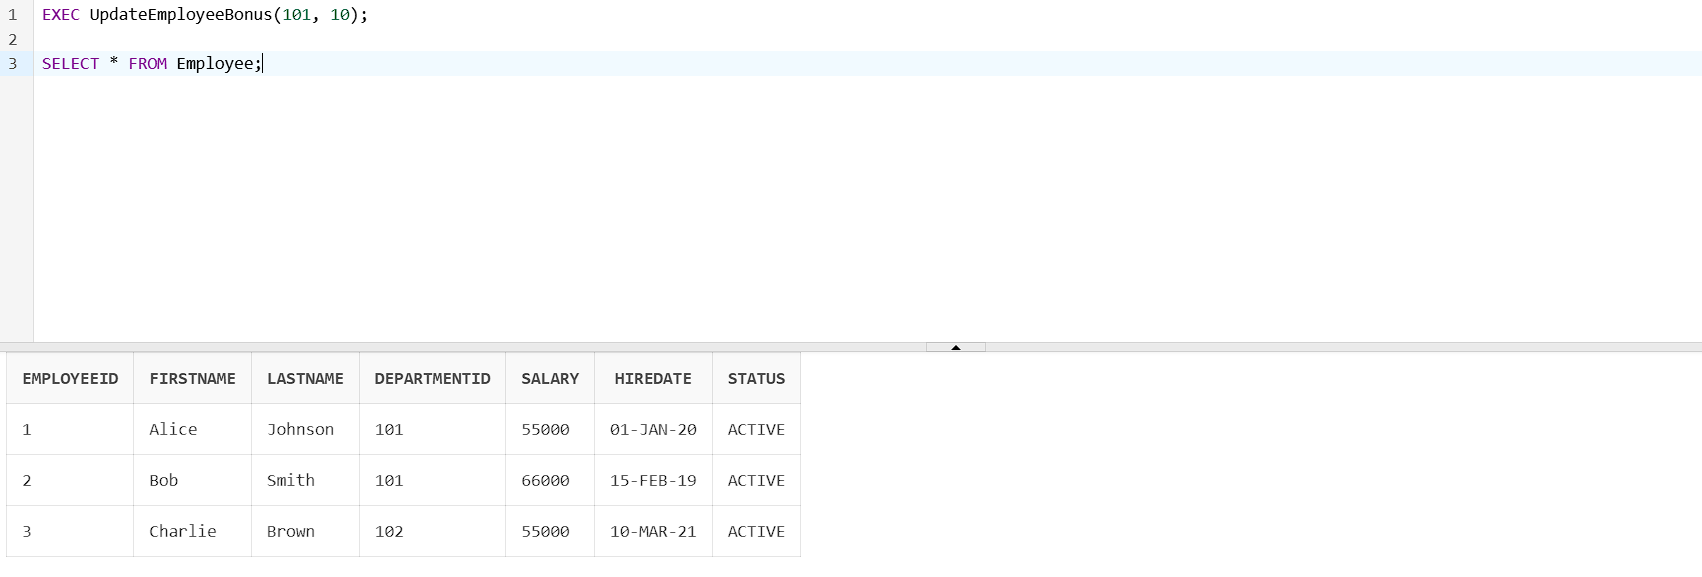 1 EXEC UpdateEmployeeBonus(101, 10);
2
3 SELECT * FROM Employee;
EMPLOYEEID FIRSTNAME LASTNAME DEPARTMENTID SALARY HIREDATE STATUS
1 Alice Johnson 101 55000 01-JAN-20 ACTIVE
2 Bob Smith 101 66000 15-FEB-19 ACTIVE
3 Charlie Brown 102 55000 10-MAR-21 ACTIVE